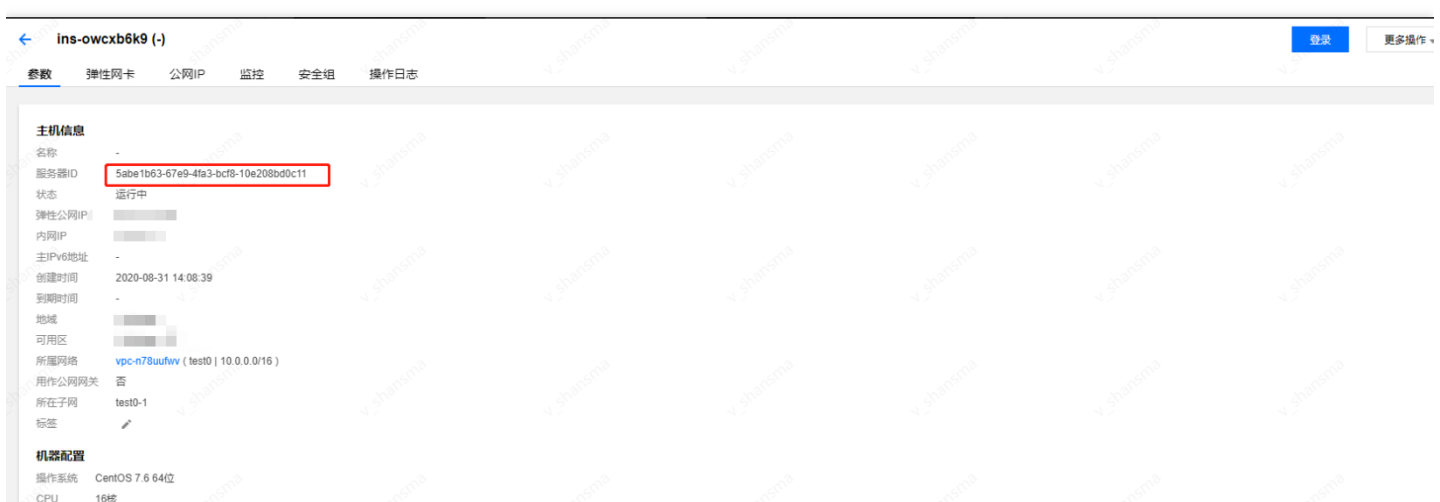 ins-owcxb6k9 (-)
登录
更多操作
参数 弹性网卡 公网IP 监控 安全组 操作日志
主机信息
名称 -
服务器ID 5abe1b63-67e9-4fa3-bcf8-10e208bd0c11
状态 运行中
弹性公网IP
内网IP
主IPv6地址 -
创建时间 2020-08-31 14:08:39
到期时间 -
地域
可用区
所属网络 vpc-n78uufwv ( test0 | 10.0.0.0/16 )
用作公网网关 否
所在子网 test0-1
标签
机器配置
操作系统 CentOS 7.6 64位
CPU 16核